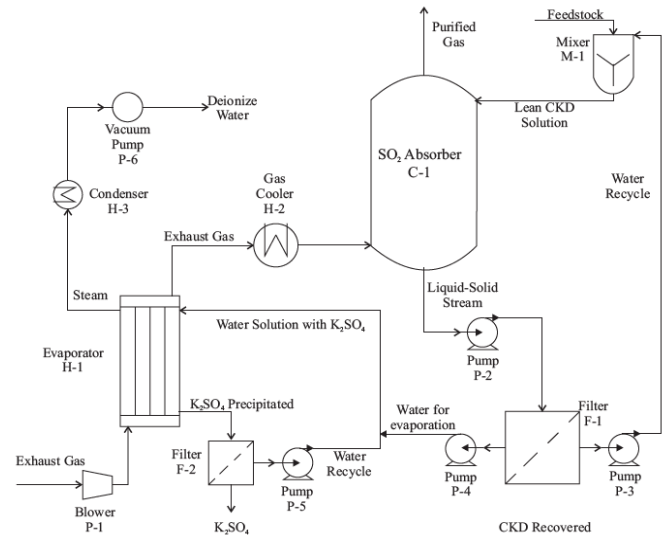 Feedstock
Mixer
M-1
Purified
Gas
Lean CKD
Solution
Deionize
Water
Vacuum
Pump
P-6
SO₂ Absorber
C-1
Water
Recycle
Condenser
H-3
Gas
Cooler
H-2
Exhaust Gas
Steam
Liquid-Solid
Stream
Water Solution with K₂SO₄
Evaporator
H-1
Pump
P-2
K₂SO₄ Precipitated
Water for
evaporation
Filter
F-1
Filter
F-2
Water
Recycle
Exhaust Gas
Pump
P-5
Pump
P-4
Pump
P-3
Blower
P-1
K₂SO₄
CKD Recovered